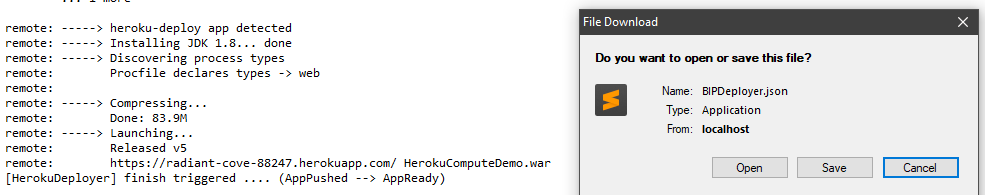 ... 1 more
remote: -----> heroku-deploy app detected
remote: -----> Installing JDK 1.8... done
remote: -----> Discovering process types
remote:        Procfile declares types -> web
remote:
remote: -----> Compressing...
remote:        Done: 83.9M
remote: -----> Launching...
remote:        Released v5
remote:        https://radiant-cove-88247.herokuapp.com/ HerokuComputeDemo.war
[HerokuDeployer] finish triggered .... (AppPushed --> AppReady)
File Download
Do you want to open or save this file?
Name: BIPDeployer.json
Type: Application
From: localhost
Open Save Cancel